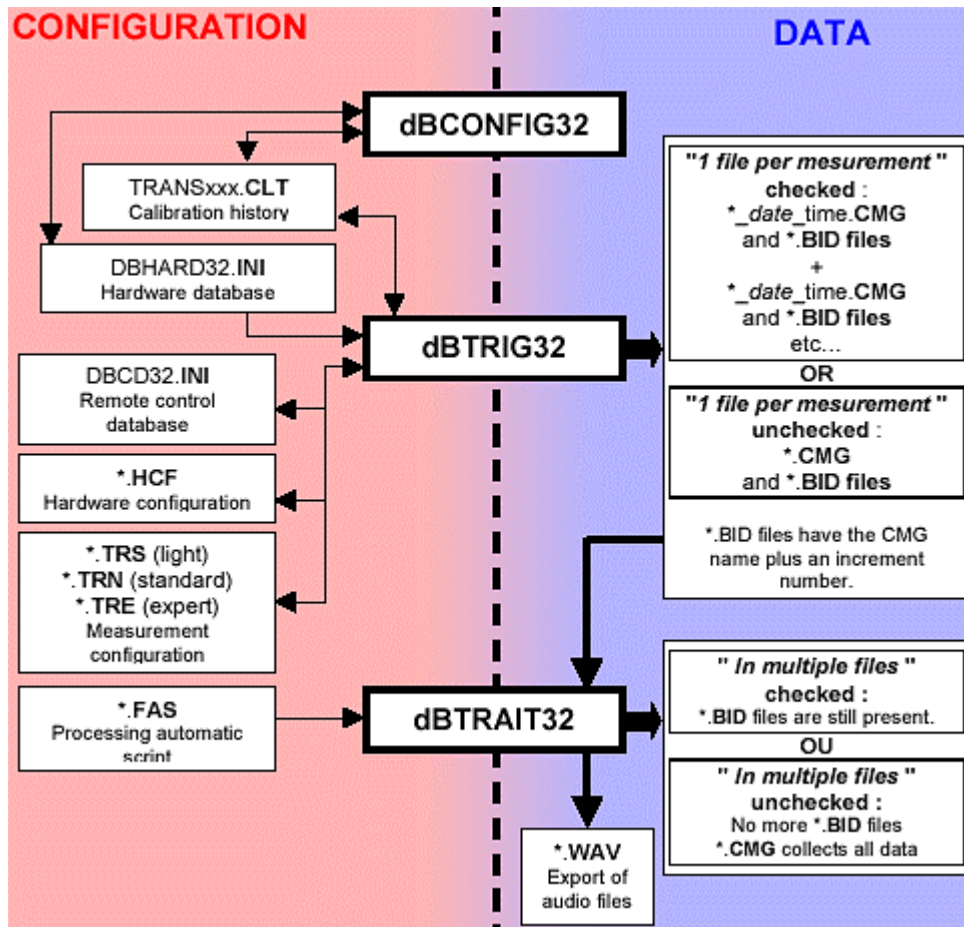 CONFIGURATION
DATA
dBCONFIG32
TRANSxxx.CLT
Calibration history
DBHARD32.INI
Hardware database
dBTRIG32
DBCD32.INI
Remote control
database
*.HCF
Hardware configuration
*.TRS (light)
*.TRN (standard)
*.TRE (expert)
Measurement
configuration
*.FAS
Processing automatic
script
dBTRAIT32
*.WAV
Export of
audio files
"1 file per mesurement "
checked :
*_date_time.CMG
and *.BID files
+
*_date_time.CMG
and *.BID files
etc...
OR
"1 file per mesurement "
unchecked :
*.CMG
and *.BID files
*.BID files have the CMG
name plus an increment
number.
" In multiple files "
checked :
*.BID files are still present.
OU
" In multiple files "
unchecked :
No more *.BID files
*.CMG collects all data